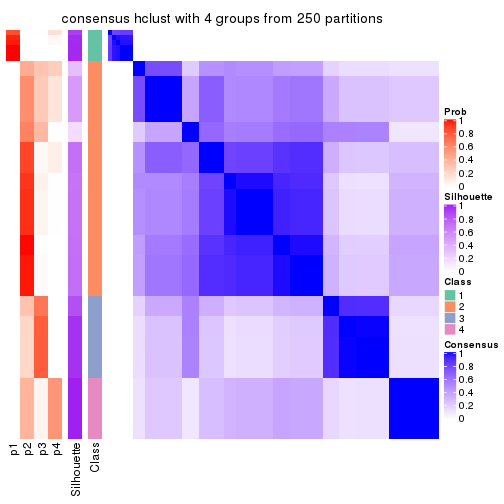 consensus hclust with 4 groups from 250 partitions
Prob
1
0.8
0.6
0.4
0.2
0
Silhouette
1
0.8
0.6
0.4
0.2
0
Class
1
2
3
4
Consensus
1
0.8
0.6
0.4
0.2
0
p1
p2
p3
p4
Silhouette
Class